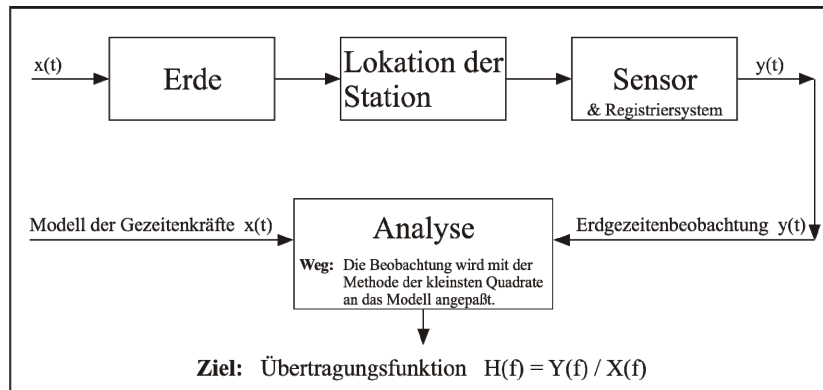 x(t)
Erde
Lokation der
Station
Sensor
& Registriersystem
y(t)
Modell der Gezeitenkräfte x(t)
Analyse
Weg: Die Beobachtung wird mit der
Methode der kleinsten Quadrate
an das Modell angepaßt.
Erdgezeitenbeobachtung y(t)
Ziel: Übertragungsfunktion H(f) = Y(f) / X(f)